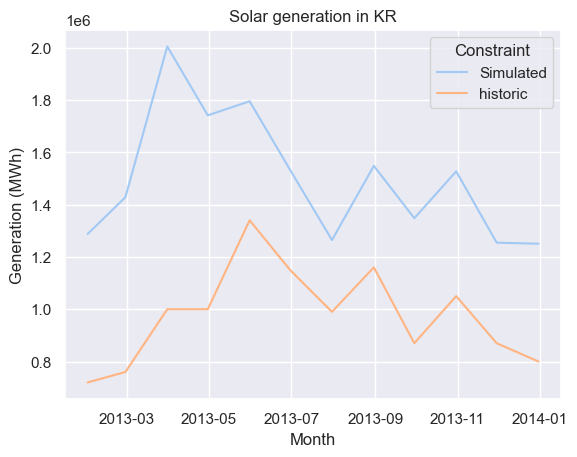 Solar generation in KR
1e6
Constraint
Simulated
historic
2.0
1.8
1.6
1.4
1.2
1.0
0.8
Generation (MWh)
2013-03 2013-05 2013-07 2013-09 2013-11 2014-01
Month